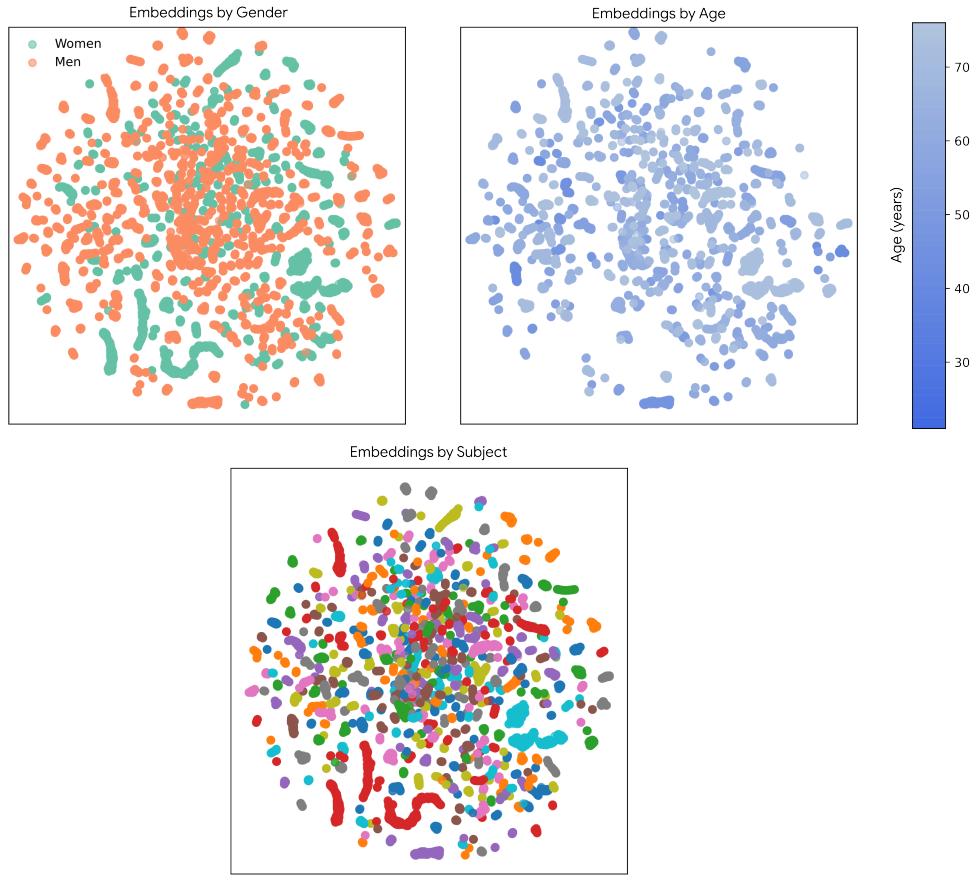 Embeddings by Gender
Women
Men
Embeddings by Age
70
60
50
40
30
Age (years)
Embeddings by Subject